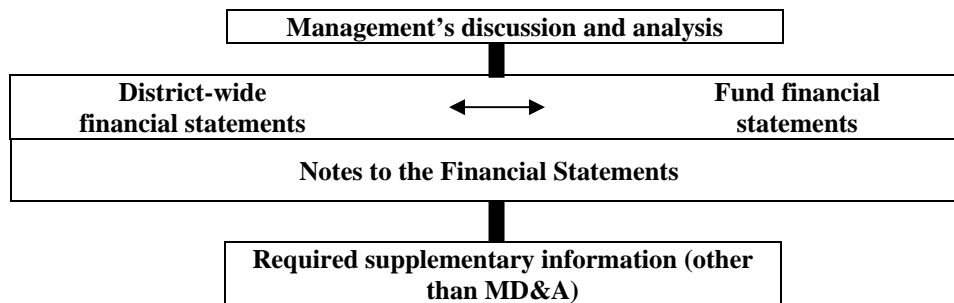 Management’s discussion and analysis
District-wide
financial statements
Fund financial
statements
Notes to the Financial Statements
Required supplementary information (other
than MD&A)